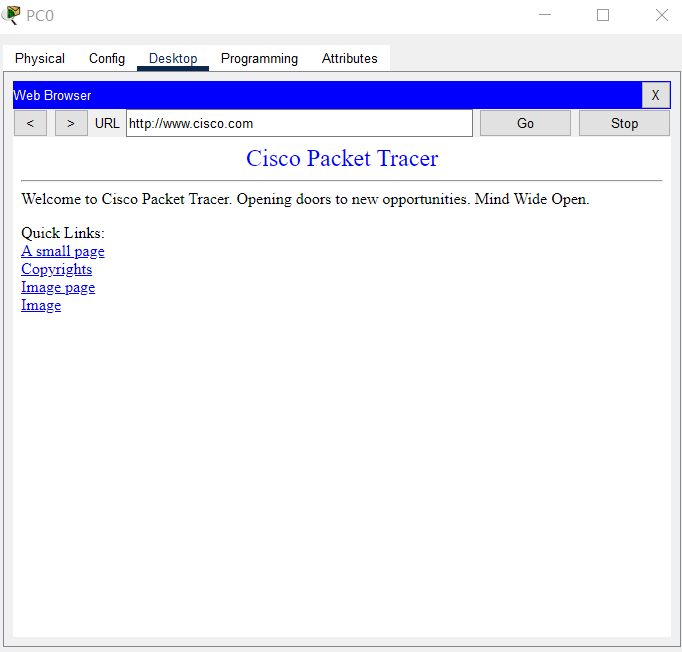 PC0
Physical Config Desktop Programming Attributes
Web Browser X
< > URL http://www.cisco.com Go Stop
Cisco Packet Tracer
Welcome to Cisco Packet Tracer. Opening doors to new opportunities. Mind Wide Open.
Quick Links:
A small page
Copyrights
Image page
Image